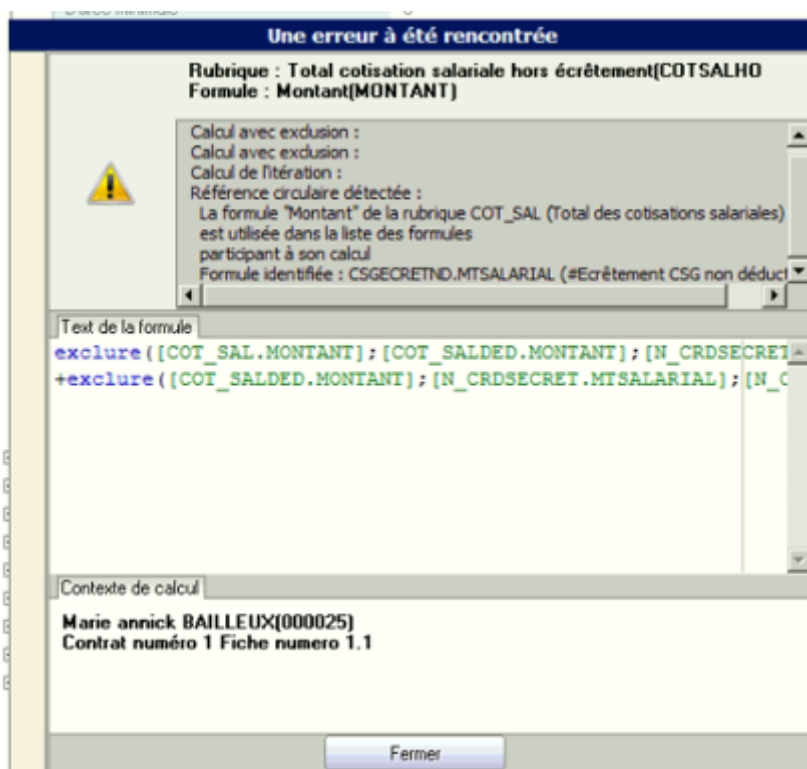 Une erreur à été rencontrée
Rubrique : Total cotisation salariale hors écrêtement(COTSALHO
Formule : Montant(MONTANT)
Calcul avec exclusion :
Calcul avec exclusion :
Calcul de l'itération :
Référence circulaire détectée :
La formule "Montant" de la rubrique COT_SAL (Total des cotisations salariales)
est utilisée dans la liste des formules
participant à son calcul
Formule identifiée : CSGECRETND.MTSALARIAL (#Ecrêtement CSG non déduct
Text de la formule
exclure([COT_SAL.MONTANT];[COT_SALDED.MONTANT];[N_CRDSECRET
+exclure([COT_SALDED.MONTANT];[N_CRDSECRET.MTSALARIAL];[N_C
Contexte de calcul
Marie annick BAILLEUX(000025)
Contrat numéro 1 Fiche numero 1.1
Fermer